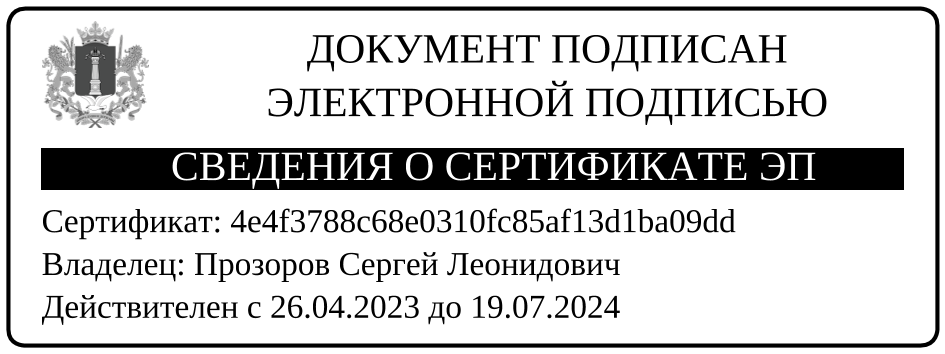 ДОКУМЕНТ ПОДПИСАН
ЭЛЕКТРОННОЙ ПОДПИСЬЮ
СВЕДЕНИЯ О СЕРТИФИКАТЕ ЭП
Сертификат: 4e4f3788c68e0310fc85af13d1ba09dd
Владелец: Прозоров Сергей Леонидович
Действителен с 26.04.2023 до 19.07.2024